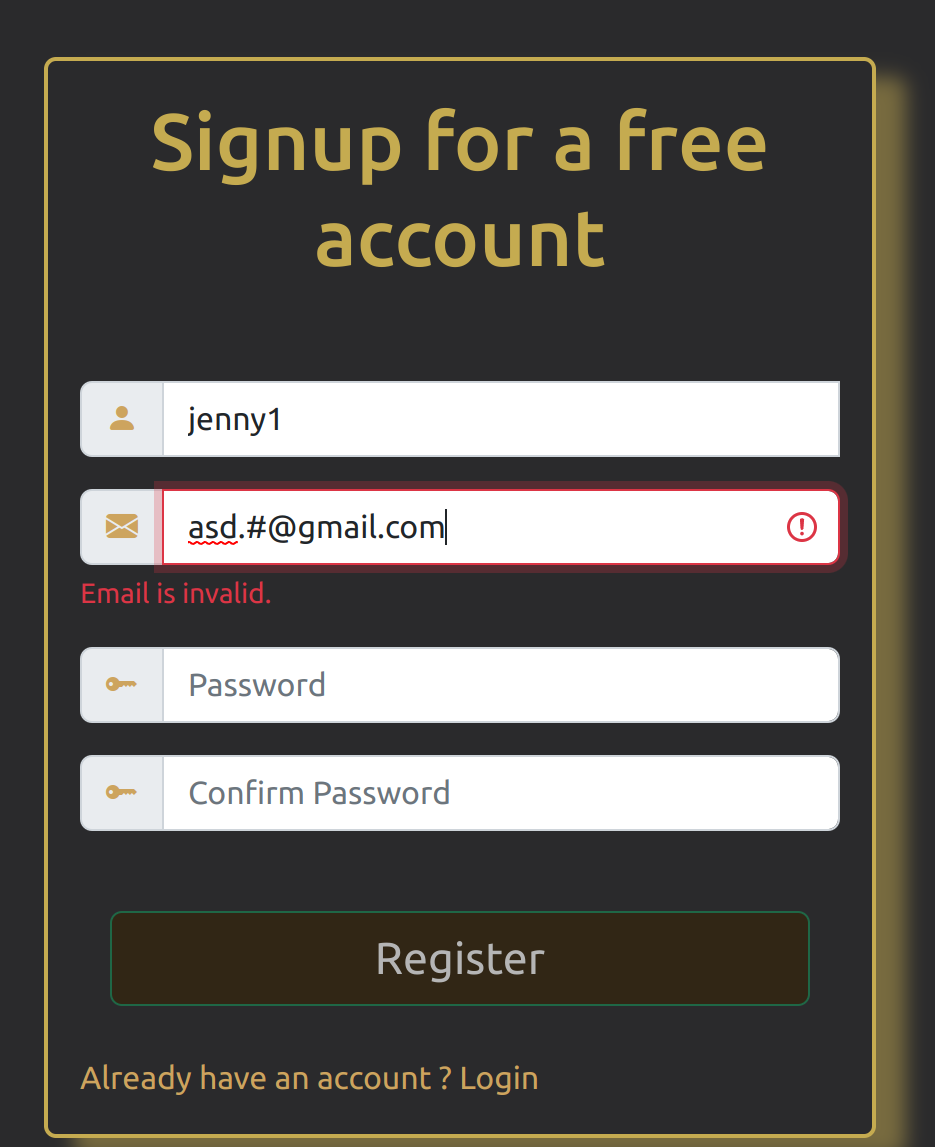 Signup for a free
account
jenny1
asd.#@gmail.com
Email is invalid.
Password
Confirm Password
Register
Already have an account ? Login